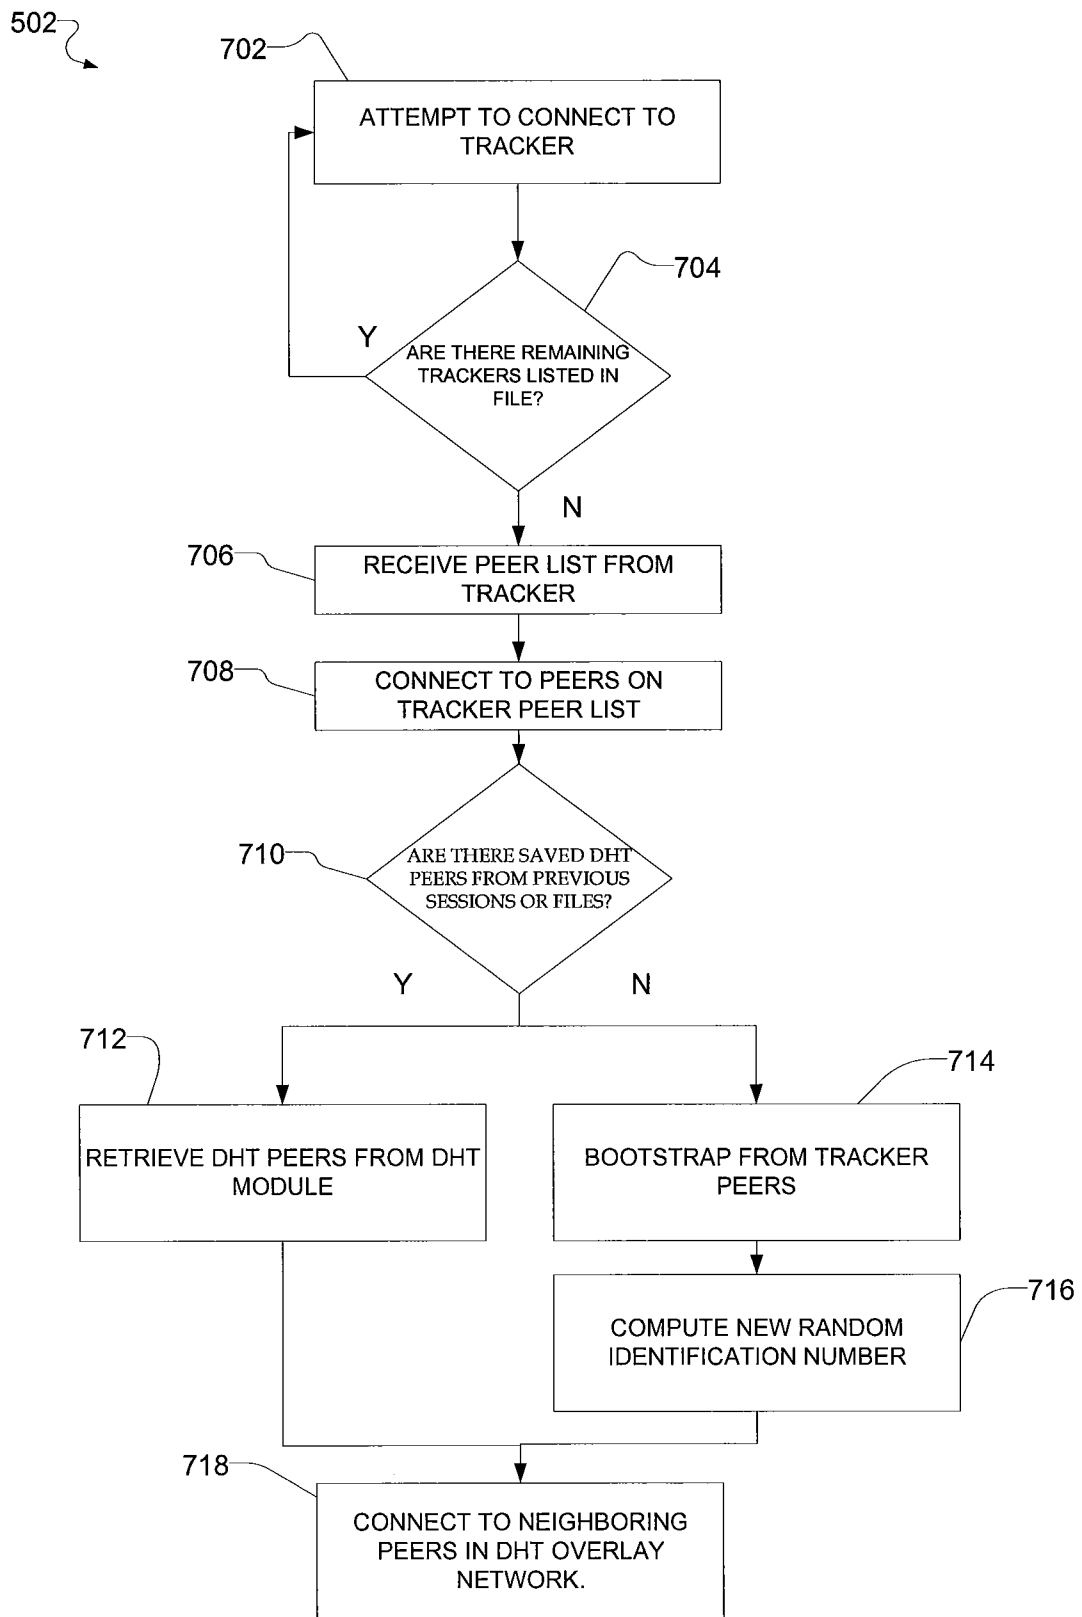 502
702
ATTEMPT TO CONNECT TO
TRACKER
704
Y
ARE THERE REMAINING
TRACKERS LISTED IN
FILE?
N
706
RECEIVE PEER LIST FROM
TRACKER
708
CONNECT TO PEERS ON
TRACKER PEER LIST
710
ARE THERE SAVED DHT
PEERS FROM PREVIOUS
SESSIONS OR FILES?
Y
N
712
714
RETRIEVE DHT PEERS FROM DHT
MODULE
BOOTSTRAP FROM TRACKER
PEERS
716
COMPUTE NEW RANDOM
IDENTIFICATION NUMBER
718
CONNECT TO NEIGHBORING
PEERS IN DHT OVERLAY
NETWORK.